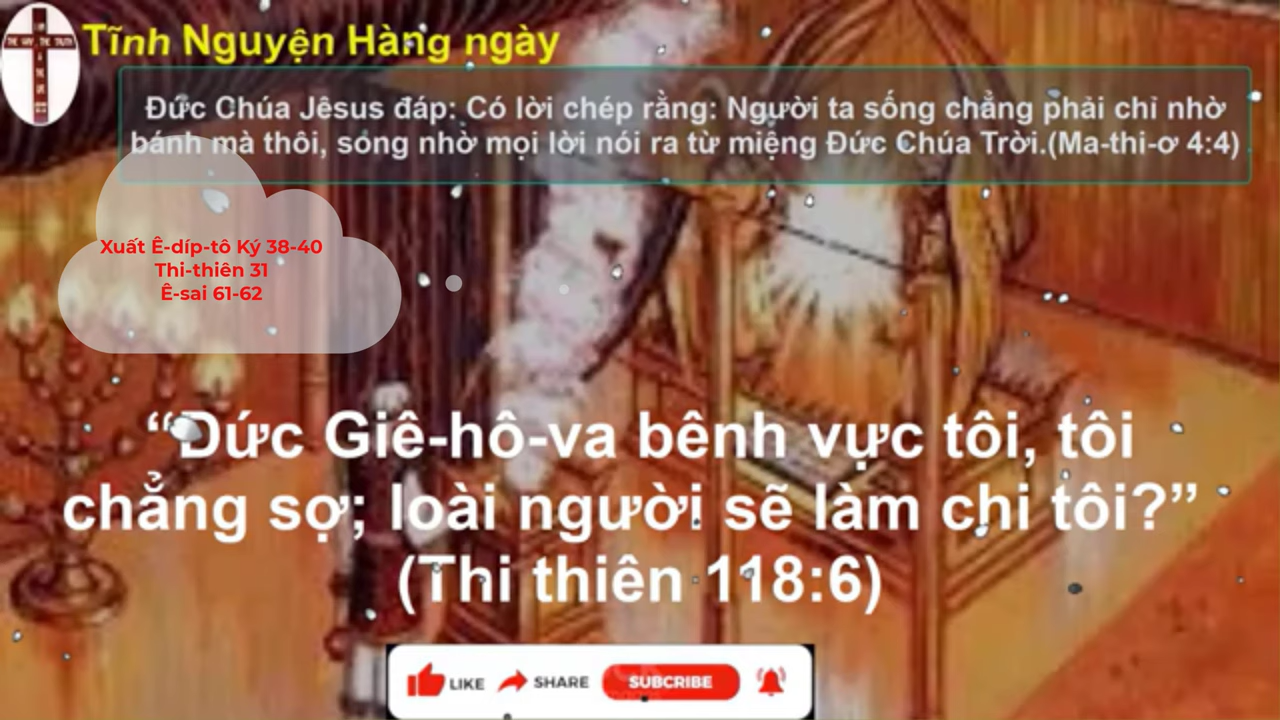 Tĩnh Nguyện Hàng ngày
Đức Chúa Jêsus đáp: Có lời chép rằng: Người ta sống chẳng phải chỉ nhờ
bánh mà thôi, sóng nhờ mọi lời nói ra từ miệng Đức Chúa Trời.(Ma-thi-ơ 4:4)
Xuất Ê-díp-tô Ký 38-40
Thi-thiên 31
Ê-sai 61-62
“Đức Giê-hô-va bênh vực tôi, tôi
chẳng sợ; loài người sẽ làm chi tôi?”
(Thi thiên 118:6)
LIKE SHARE SUBCRIBE